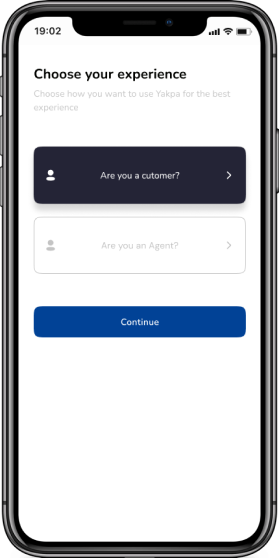 19:02
Choose your experience
Choose how you want to use Yakpa for the best
experience
Are you a cutomer?
Are you an Agent?
Continue